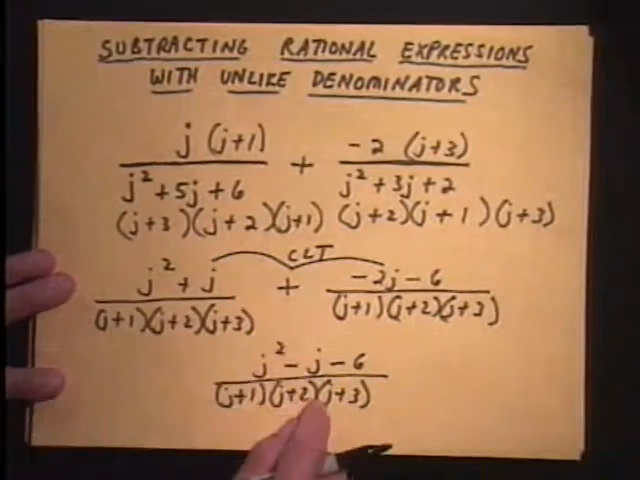 SUBTRACTING RATIONAL EXPRESSIONS
WITH UNLIKE DENOMINATORS
j (j+1) + -2 (j+3)
j²+5j+6 j²+3j+2
(j+3)(j+2)(j+1) (j+2)(j+1)(j+3)
CLT
j²+j + -2j-6
(j+1)(j+2)(j+3) (j+1)(j+2)(j+3)
j²-j-6
(j+1)(j+2)(j+3)